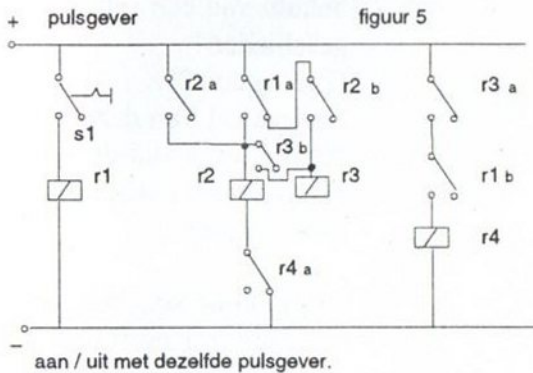 + pulsgever figuur 5
r2 a r1 a r2 b r3 a
s1
r3 b
r1 r2 r3 r1 b
r4
r4 a
−
aan / uit met dezelfde pulsgever.